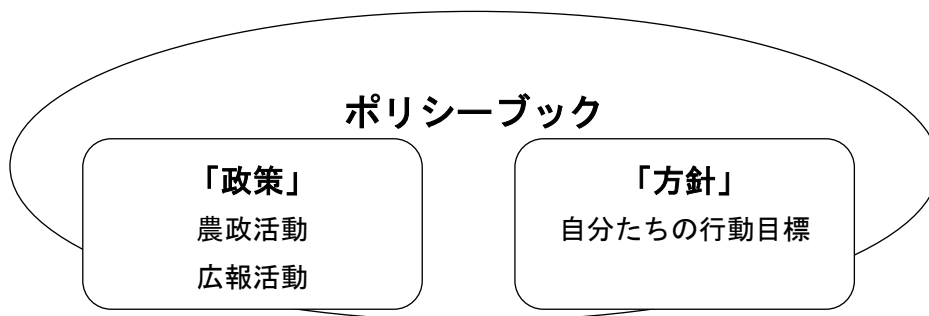 ポリシーブック
「政策」
農政活動
広報活動
「方針」
自分たちの行動目標